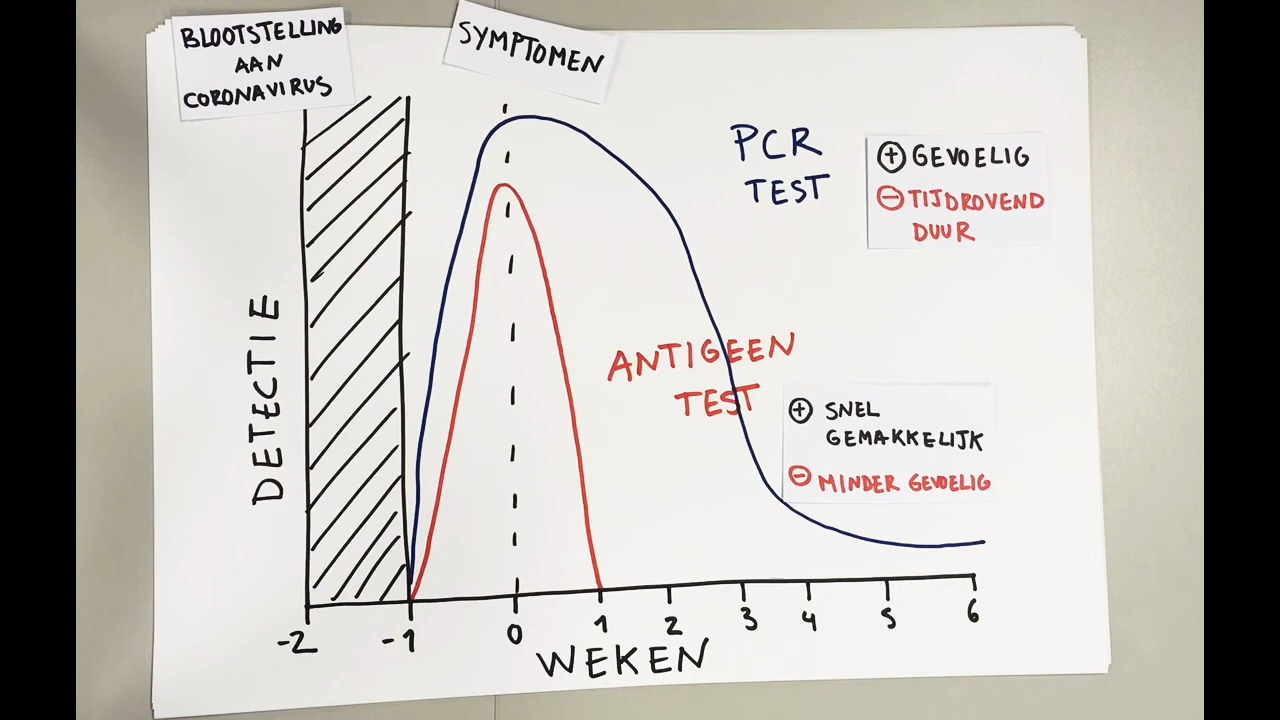 BLOOTSTELLING
AAN
CORONAVIRUS
SYMPTOMEN
PCR
TEST
+ GEVOELIG
- TIJDROVEND
DUUR
DETECTIE
ANTIGEEN
TEST
+ SNEL
GEMAKKELIJK
- MINDER GEVOELIG
-2 -1 0 1 2 3 4 5 6
WEKEN